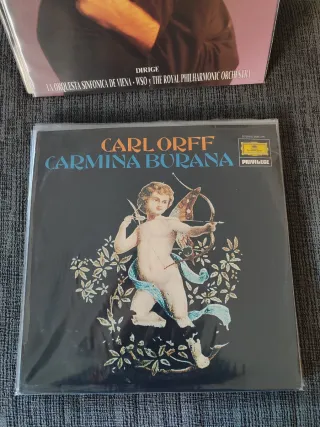 DIRIGE
LA ORQUESTA SINFONICA DE VIENA - WSO y THE ROYAL PHILHARMONIC ORCHESTRA
CARL ORFF
CARMINA BURANA
PRIVILEGE